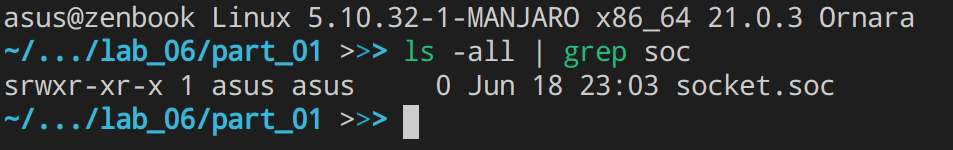 asus@zenbook Linux 5.10.32-1-MANJARO x86_64 21.0.3 Ornara
~/.../lab_06/part_01 >>> ls -all | grep soc
srwxr-xr-x 1 asus asus     0 Jun 18 23:03 socket.soc
~/.../lab_06/part_01 >>>